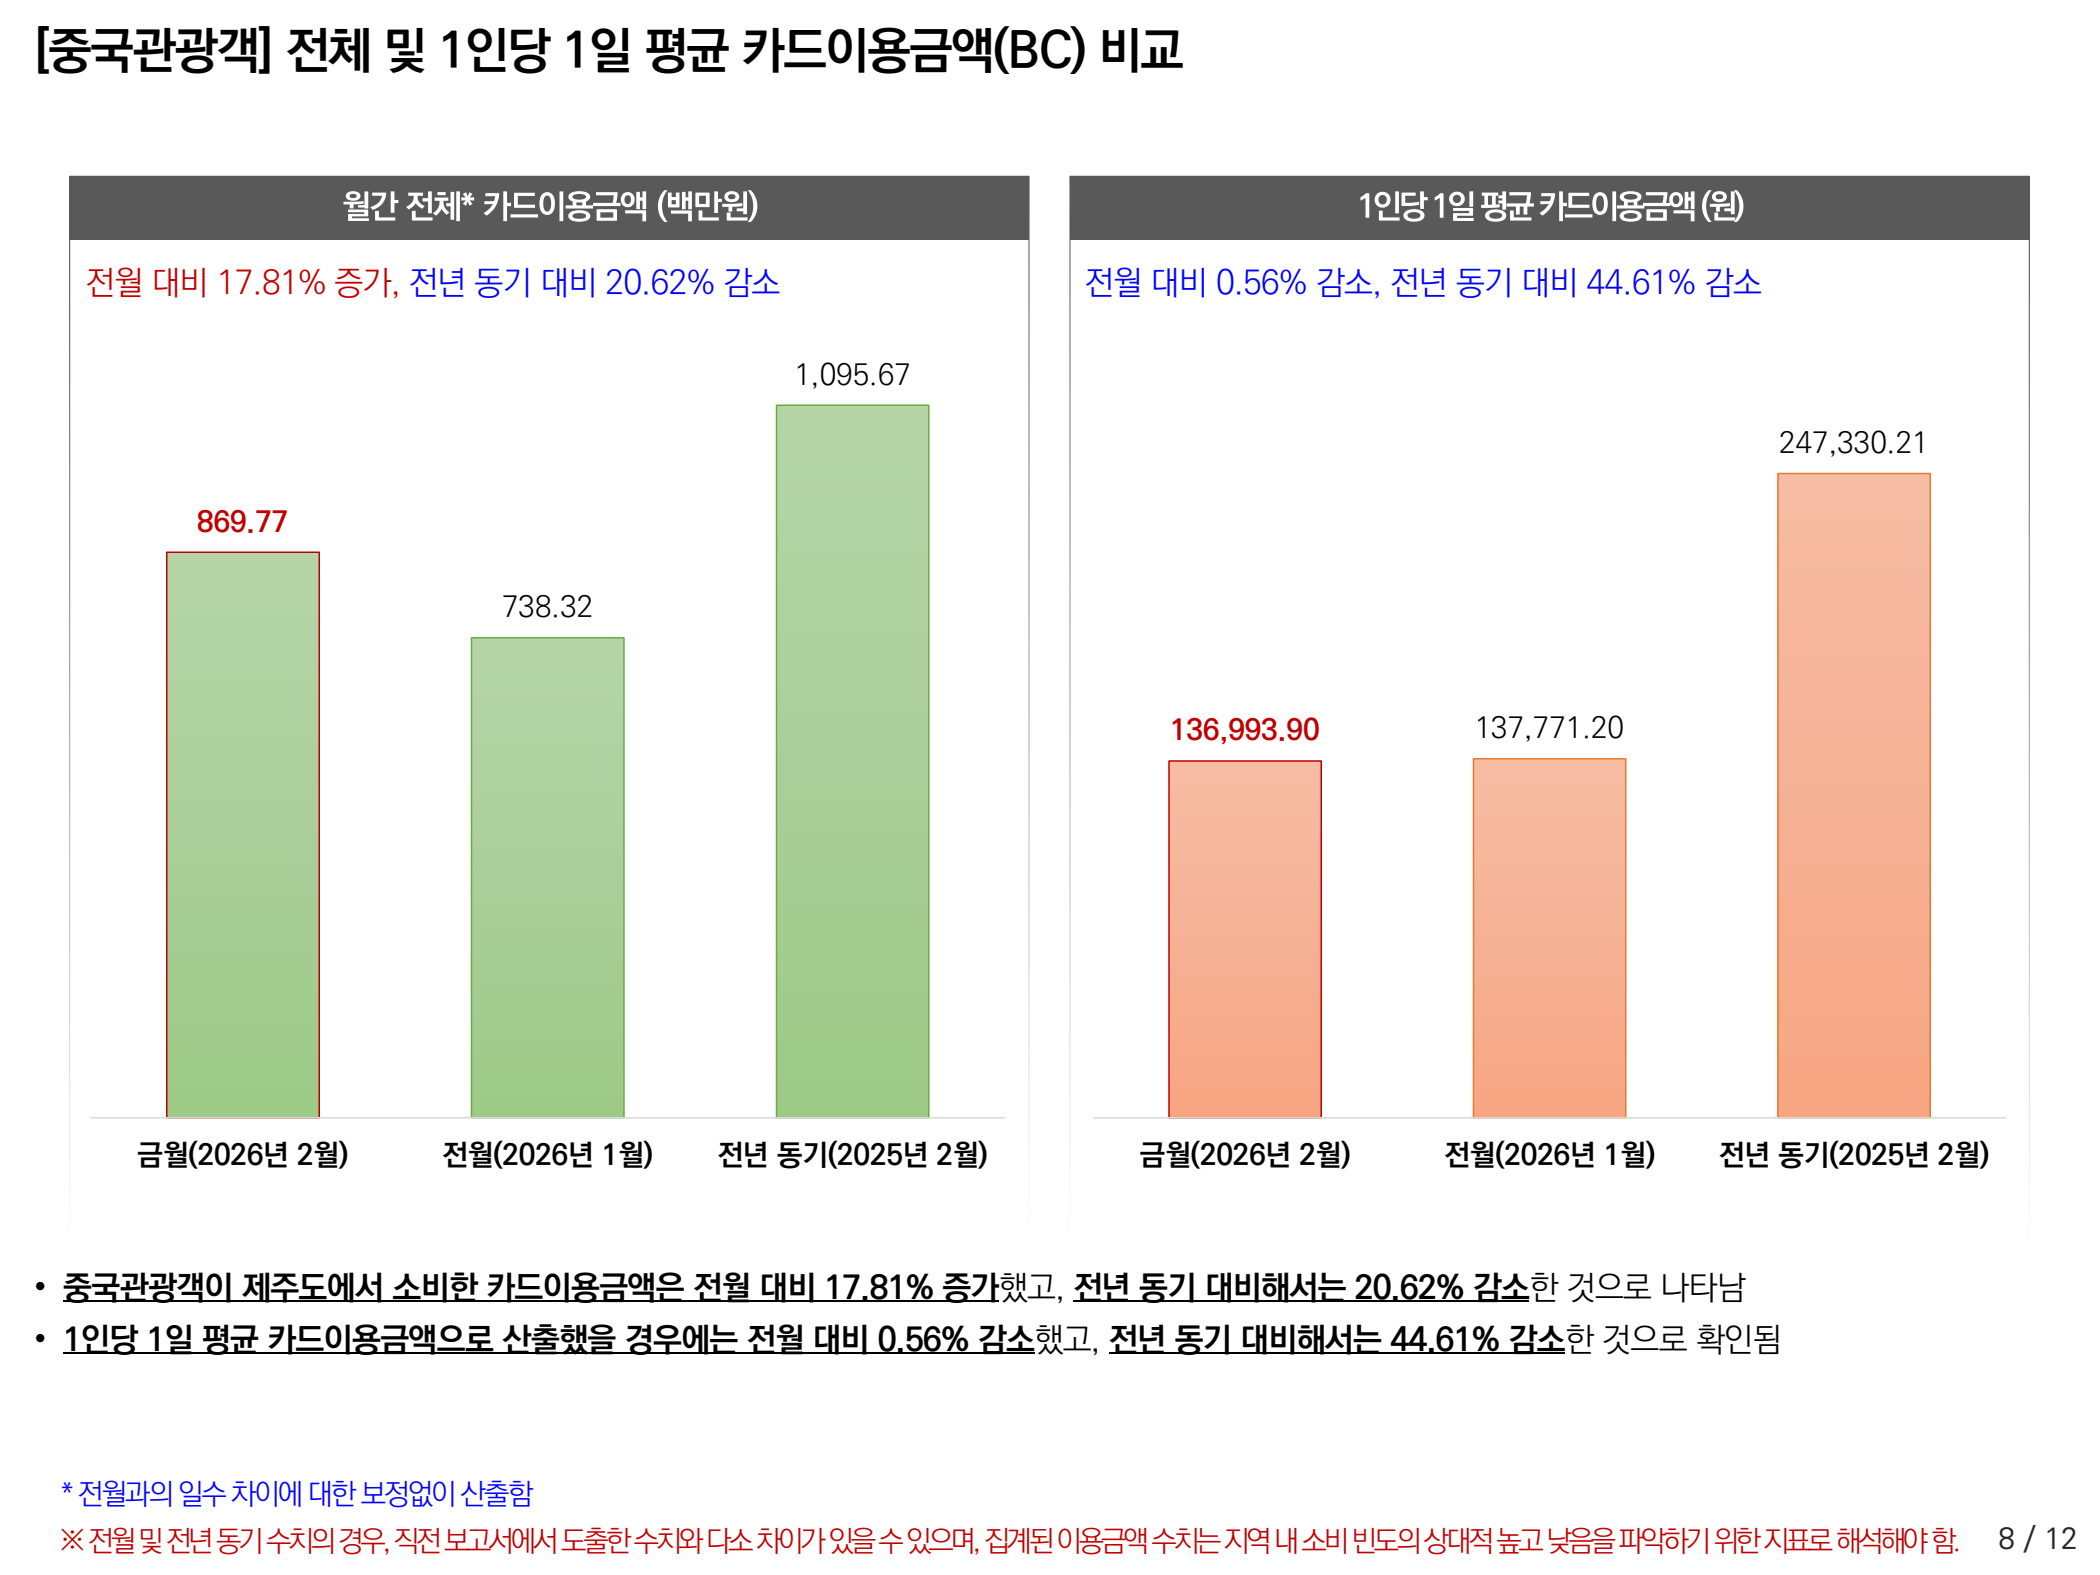 [중국관광객] 전체 및 1인당 1일 평균 카드이용금액(BC) 비교
월간 전체* 카드이용금액 (백만원)
전월 대비 17.81% 증가, 전년 동기 대비 20.62% 감소
869.77
738.32
1,095.67
금월(2026년 2월)
전월(2026년 1월)
전년 동기(2025년 2월)
1인당 1일 평균 카드이용금액 (원)
전월 대비 0.56% 감소, 전년 동기 대비 44.61% 감소
136,993.90
137,771.20
247,330.21
금월(2026년 2월)
전월(2026년 1월)
전년 동기(2025년 2월)
• 중국관광객이 제주도에서 소비한 카드이용금액은 전월 대비 17.81% 증가했고, 전년 동기 대비해서는 20.62% 감소한 것으로 나타남
• 1인당 1일 평균 카드이용금액으로 산출했을 경우에는 전월 대비 0.56% 감소했고, 전년 동기 대비해서는 44.61% 감소한 것으로 확인됨
* 전월과의 일수 차이에 대한 보정없이 산출함
※ 전월 및 전년 동기 수치의 경우, 직전 보고서에서 도출한 수치와 다소 차이가 있을 수 있으며, 집계된 이용금액 수치는 지역 내 소비 빈도의 상대적 높고 낮음을 파악하기 위한 지표로 해석해야 함.
8 / 12